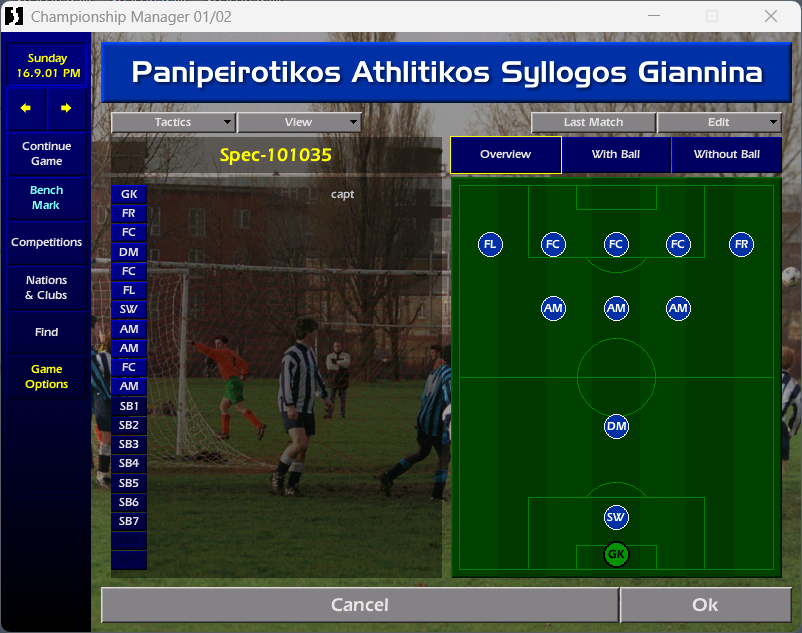 Championship Manager 01/02
Sunday
16.9.01 PM
Continue
Game
Bench
Mark
Competitions
Nations
& Clubs
Find
Game
Options
Panipeirotikos Athlitikos Syllogos Giannina
Tactics
View
Last Match
Edit
Spec-101035
Overview
With Ball
Without Ball
GK capt
FR
FC
DM
FC
FL
SW
AM
AM
FC
AM
SB1
SB2
SB3
SB4
SB5
SB6
SB7
FL FC FC FC FR
AM AM AM
DM
SW
GK
Cancel
Ok